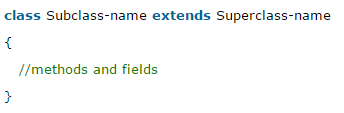 class Subclass-name extends Superclass-name
{
//methods and fields
}